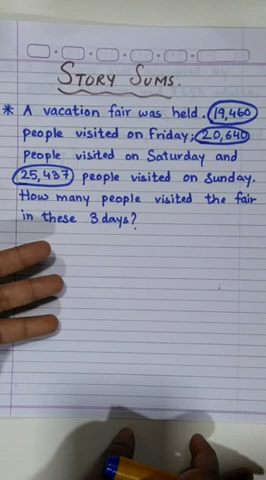 STORY SUMS.
* A vacation fair was held. 19,460
people visited on Friday; 20,640
people visited on Saturday and
25,437 people visited on Sunday.
How many people visited the fair
in these 3 days?